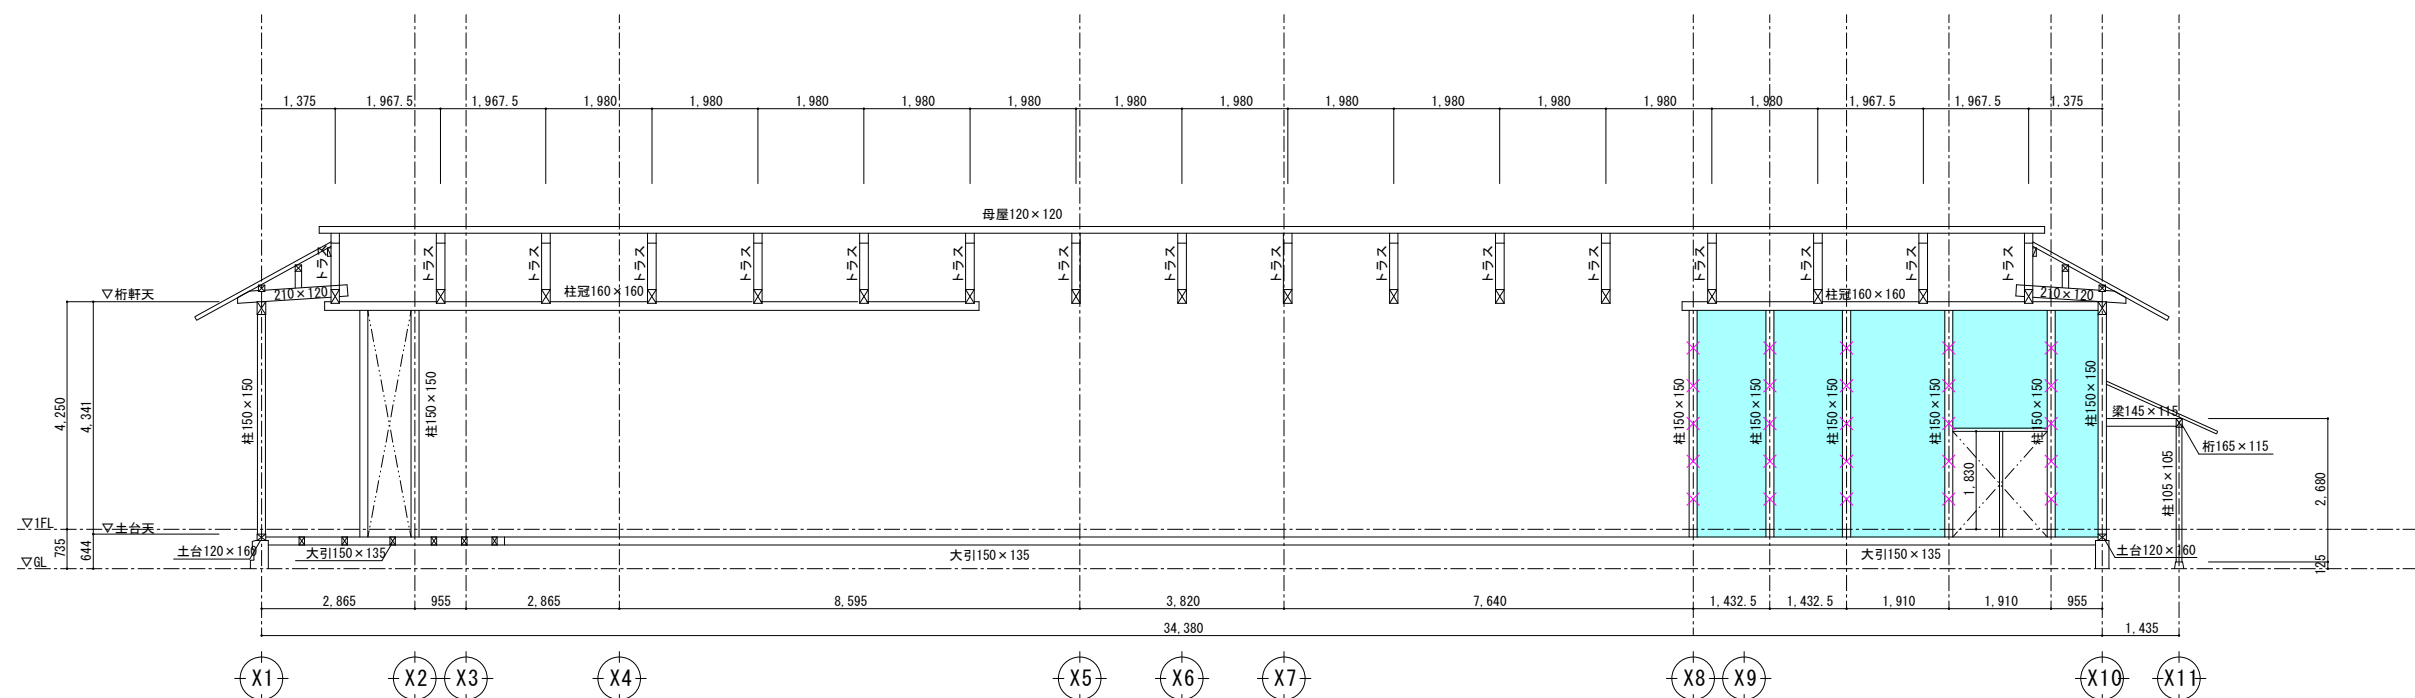 1,375 1,967.5 1,967.5 1,980 1,980 1,980 1,980 1,980 1,980 1,980 1,980 1,980 1,980 1,980 1,980 1,967.5 1,967.5 1,375
母屋120×120
トラス トラス トラス トラス トラス トラス トラス トラス トラス トラス トラス トラス トラス トラス トラス トラス トラス
▽桁軒天
210×120
柱冠160×160
柱冠160×160
210×120
4,250
4,341
柱150×150
柱150×150
柱150×150
柱150×150
柱150×150
柱150×150
柱150×150
柱150×150
梁145×115
桁165×115
柱105×105
1,830
2,680
125
▽1FL
▽土台天
735
644
▽GL
土台120×160
大引150×135
大引150×135
大引150×135
土台120×160
2,865 955 2,865 8,595 3,820 7,640 1,432.5 1,432.5 1,910 1,910 955
34,380 1,435
X1 X2 X3 X4 X5 X6 X7 X8 X9 X10 X11